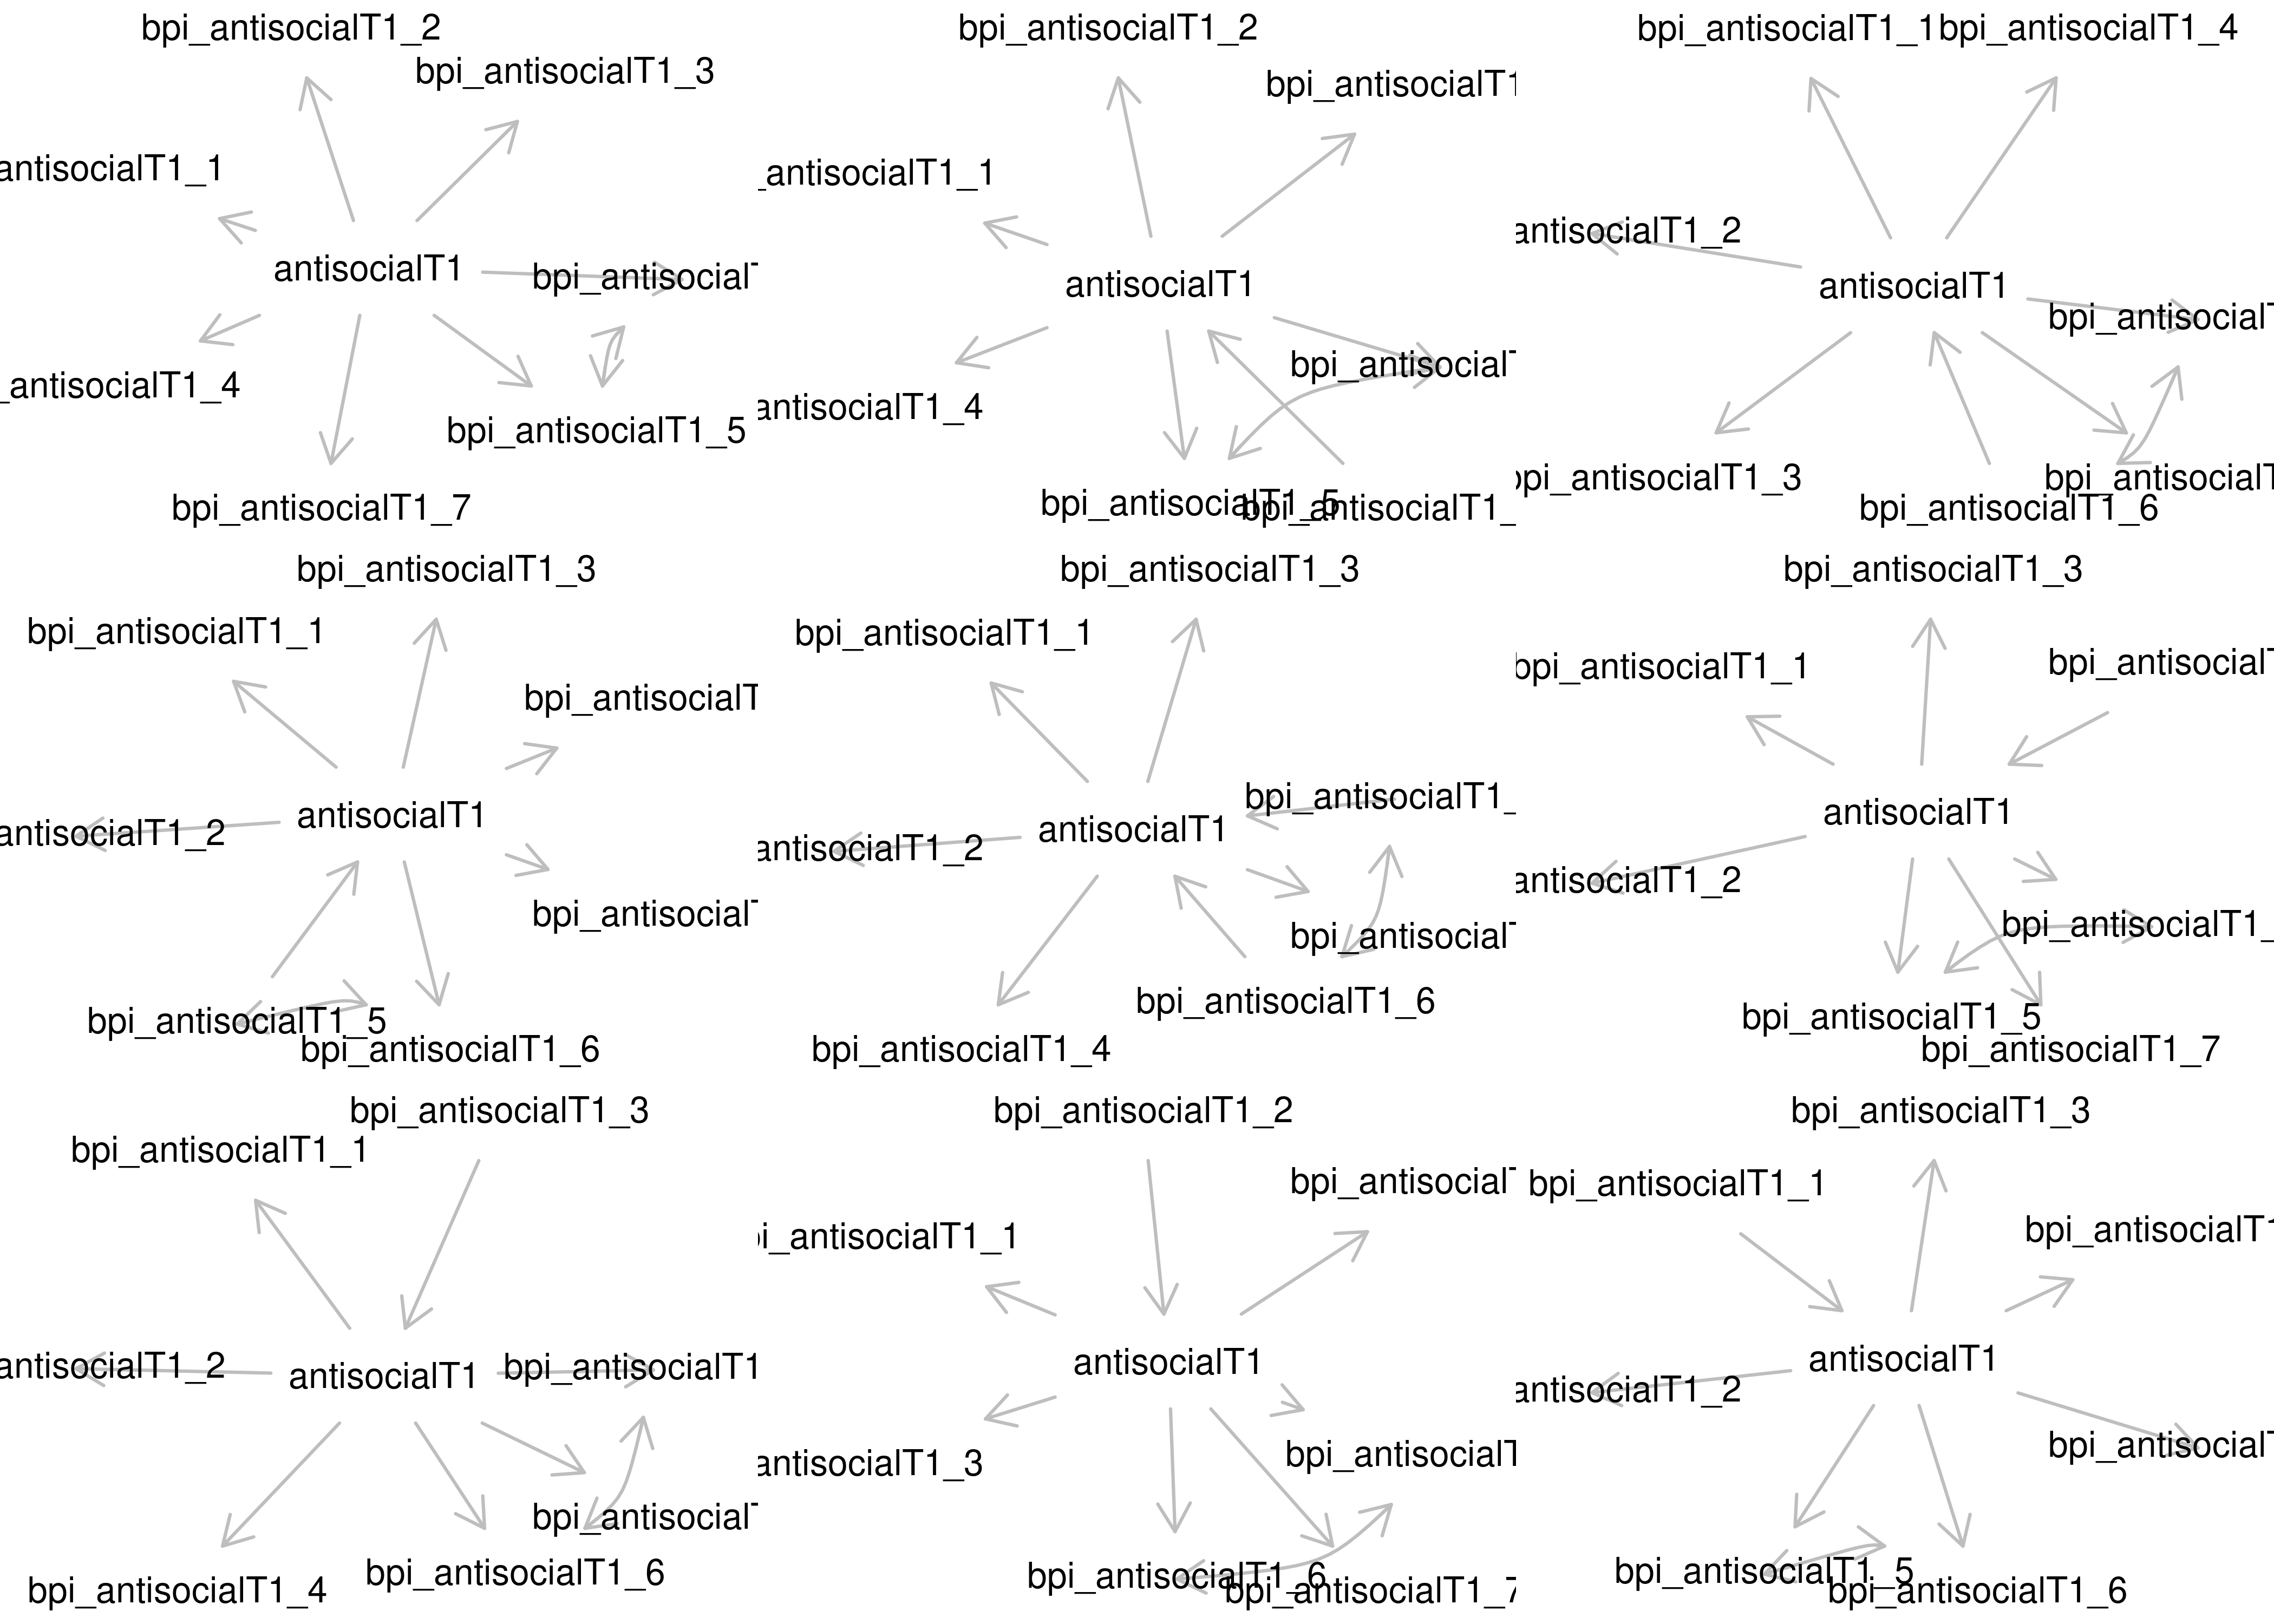 bpi_antisocialT1_2
bpi_antisocialT1_3
antisocialT1_1
antisocialT1
bpi_antisocial
_antisocialT1_4
bpi_antisocialT1_5
bpi_antisocialT1_7
bpi_antisocialT1_2
bpi_antisocialT1
_antisocialT1_1
antisocialT1
bpi_antisocial
antisocialT1_4
bpi_antisocialT1_5
bpi_antisocialT1_
bpi_antisocialT1_1
bpi_antisocialT1_4
antisocialT1_2
antisocialT1
bpi_antisocial
bpi_antisocialT1_3
bpi_antisocial
bpi_antisocialT1_6
bpi_antisocialT1_3
bpi_antisocialT1_1
bpi_antisocialT
antisocialT1
antisocialT1_2
bpi_antisocial
bpi_antisocialT1_5
bpi_antisocialT1_6
bpi_antisocialT1_3
bpi_antisocialT1_1
bpi_antisocialT1_
antisocialT1
antisocialT1_2
bpi_antisocial
bpi_antisocialT1_6
bpi_antisocialT1_4
bpi_antisocialT1_3
bpi_antisocialT1_1
bpi_antisocial
antisocialT1
antisocialT1_2
bpi_antisocialT1_
bpi_antisocialT1_5
bpi_antisocialT1_7
bpi_antisocialT1_3
bpi_antisocialT1_1
antisocialT1_2
antisocialT1
bpi_antisocialT1
bpi_antisocial
bpi_antisocialT1_6
bpi_antisocialT1_4
bpi_antisocialT1_2
bpi_antisocial
pi_antisocialT1_1
antisocialT1
bpi_antisocialT
antisocialT1_3
bpi_antisocialT1_6
bpi_antisocialT1_7
bpi_antisocialT1_3
bpi_antisocialT1_1
bpi_antisocialT1
antisocialT1
antisocialT1_2
bpi_antisocial
bpi_antisocialT1_5
bpi_antisocialT1_6